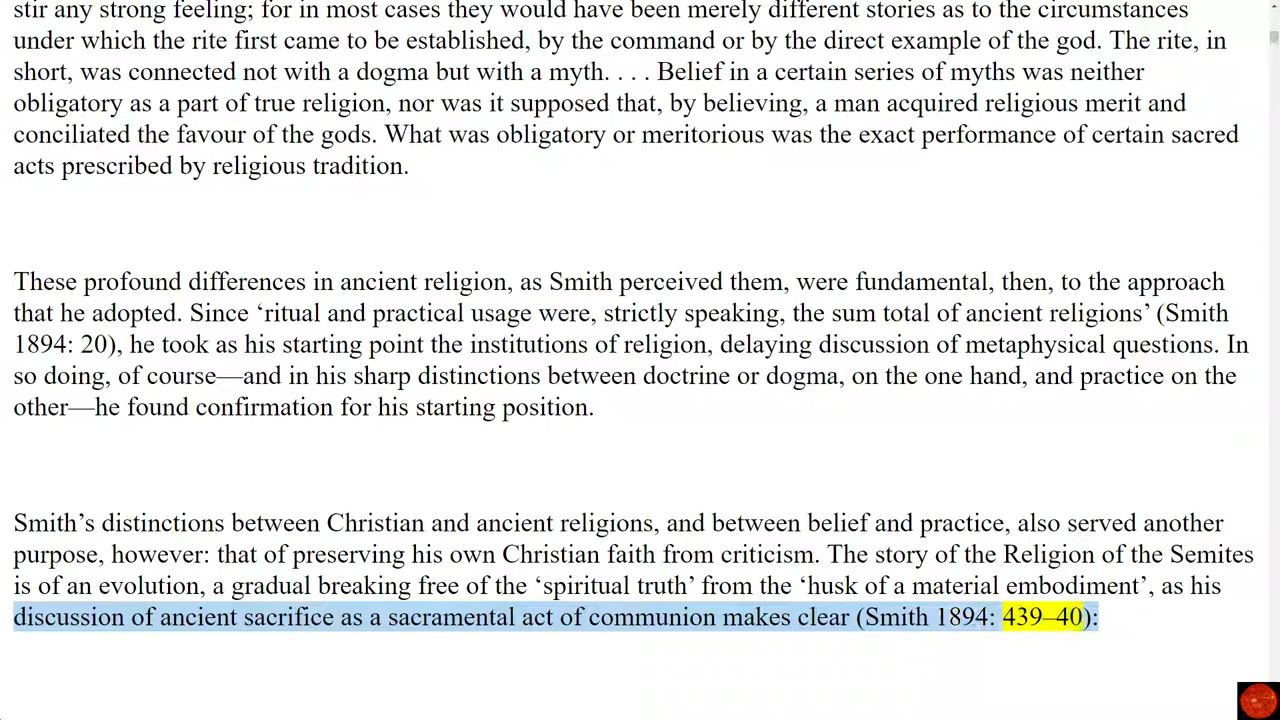 stir any strong feeling; for in most cases they would have been merely different stories as to the circumstances
under which the rite first came to be established, by the command or by the direct example of the god. The rite, in
short, was connected not with a dogma but with a myth. . . . Belief in a certain series of myths was neither
obligatory as a part of true religion, nor was it supposed that, by believing, a man acquired religious merit and
conciliated the favour of the gods. What was obligatory or meritorious was the exact performance of certain sacred
acts prescribed by religious tradition.
These profound differences in ancient religion, as Smith perceived them, were fundamental, then, to the approach
that he adopted. Since ‘ritual and practical usage were, strictly speaking, the sum total of ancient religions’ (Smith
1894: 20), he took as his starting point the institutions of religion, delaying discussion of metaphysical questions. In
so doing, of course—and in his sharp distinctions between doctrine or dogma, on the one hand, and practice on the
other—he found confirmation for his starting position.
Smith’s distinctions between Christian and ancient religions, and between belief and practice, also served another
purpose, however: that of preserving his own Christian faith from criticism. The story of the Religion of the Semites
is of an evolution, a gradual breaking free of the ‘spiritual truth’ from the ‘husk of a material embodiment’, as his
discussion of ancient sacrifice as a sacramental act of communion makes clear (Smith 1894: 439–40):